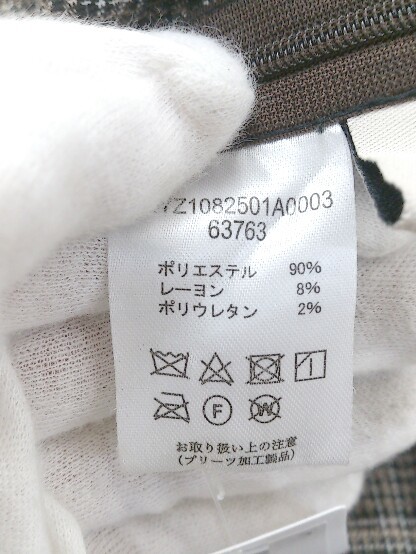 YZ1082501A0003
63763
ポリエステル 90%
レーヨン 8%
ポリウレタン 2%
F
W
お取り扱い上の注意
(プリーツ加工製品)